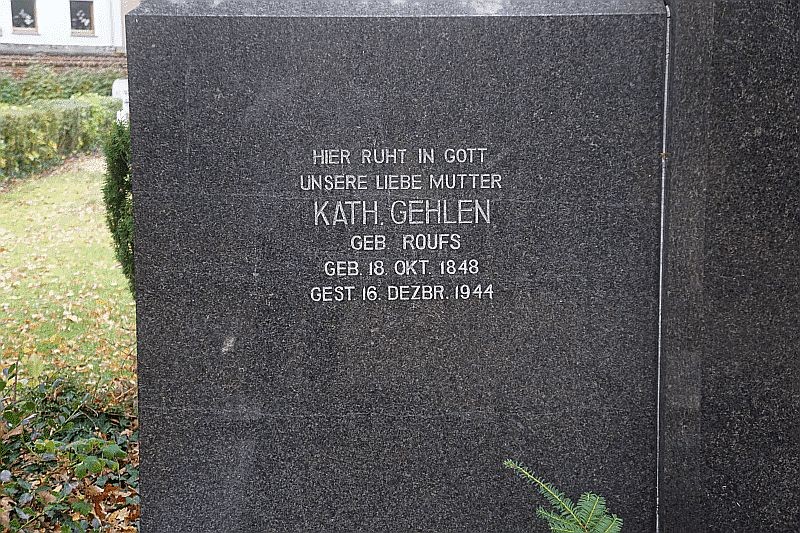 HIER RUHT IN GOTT
UNSERE LIEBE MUTTER
KATH. GEHLEN
GEB ROUFS
GEB. 18. OKT. 1848
GEST. 16. DEZBR. 1944